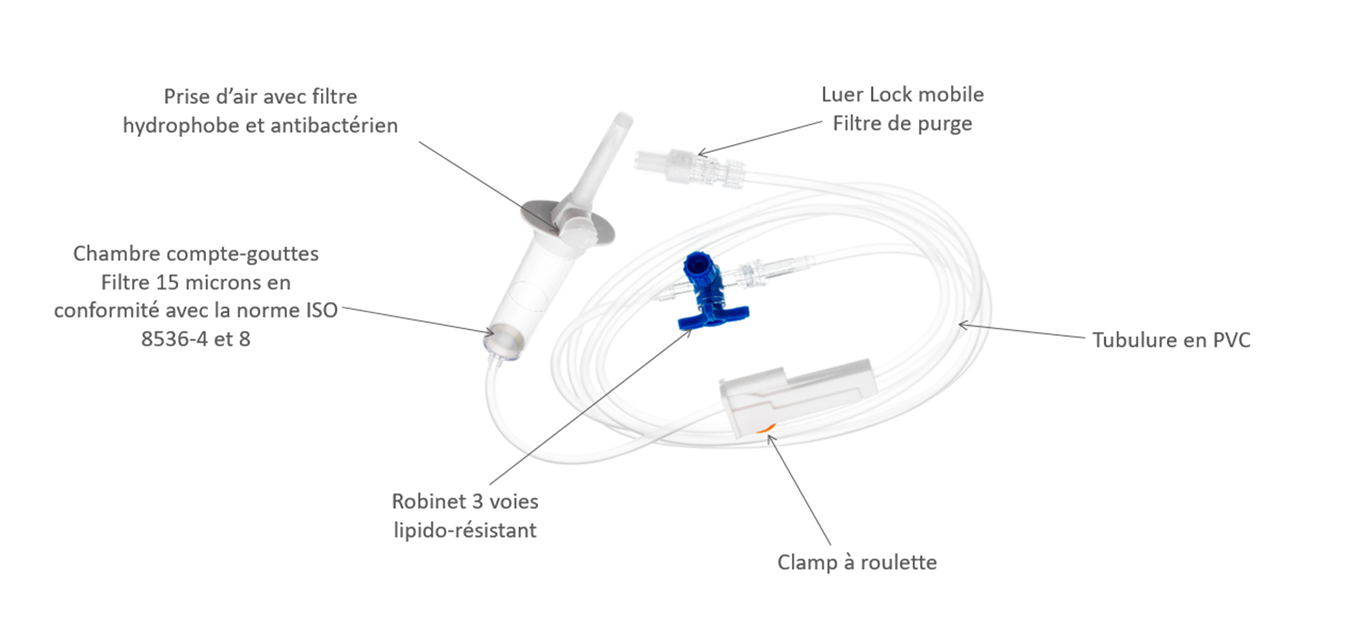 Prise d’air avec filtre
hydrophobe et antibactérien
Luer Lock mobile
Filtre de purge
Chambre compte-gouttes
Filtre 15 microns en
conformité avec la norme ISO
8536-4 et 8
Tubulure en PVC
Robinet 3 voies
lipido-résistant
Clamp à roulette